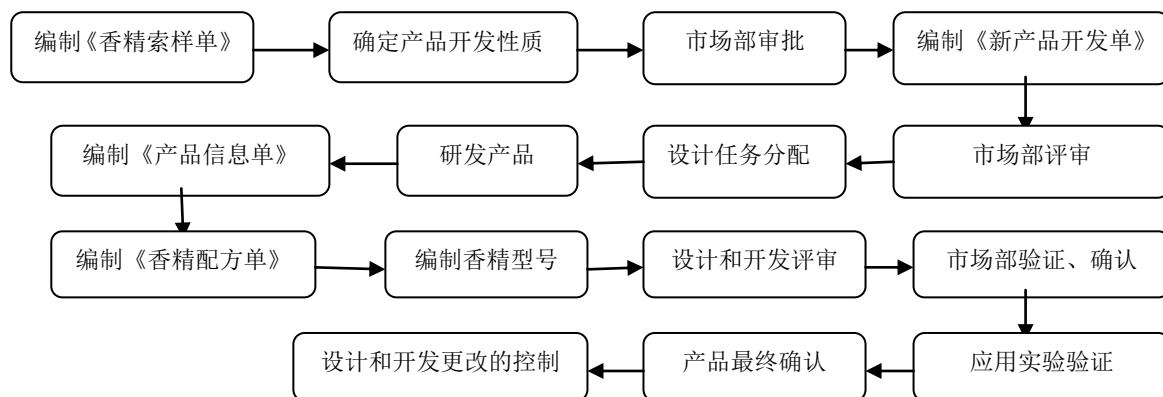 编制《香精索样单》
确定产品开发性质
市场部审批
编制《新产品开发单》
市场部评审
设计任务分配
研发产品
编制《产品信息单》
编制《香精配方单》
编制香精型号
设计和开发评审
市场部验证、确认
应用实验验证
产品最终确认
设计和开发更改的控制